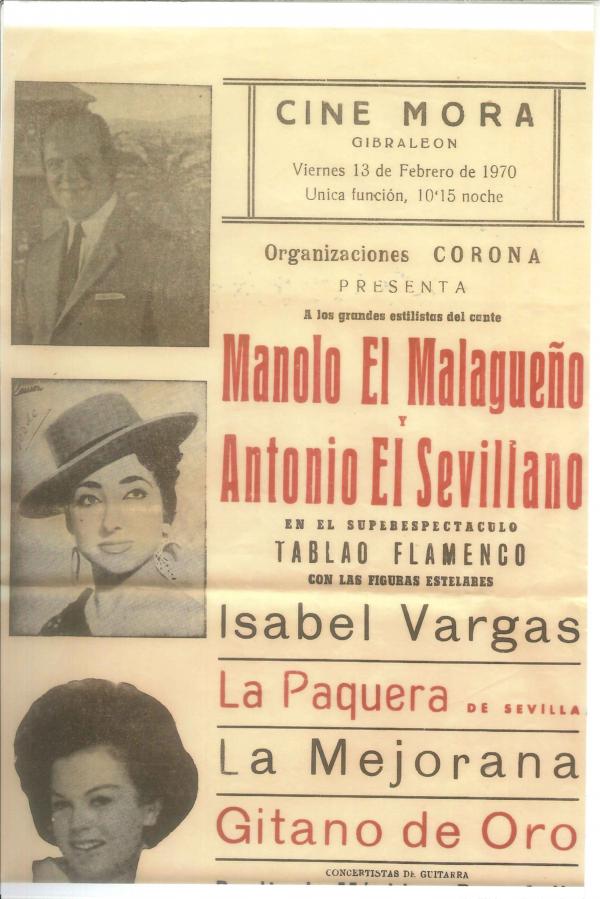 CINE MORA
GIBRALEON
Viernes 13 de Febrero de 1970
Unica función, 10'15 noche
Organizaciones CORONA
PRESENTA
A los grandes estilistas del cante
Manolo El Malagueño
Y
Antonio El Sevillano
EN EL SUPERESPECTACULO
TABLAO FLAMENCO
CON LAS FIGURAS ESTELARES
Isabel Vargas
La Paquera DE SEVILLA
La Mejorana
Gitano de Oro
CONCERTISTAS DE GUITARRA